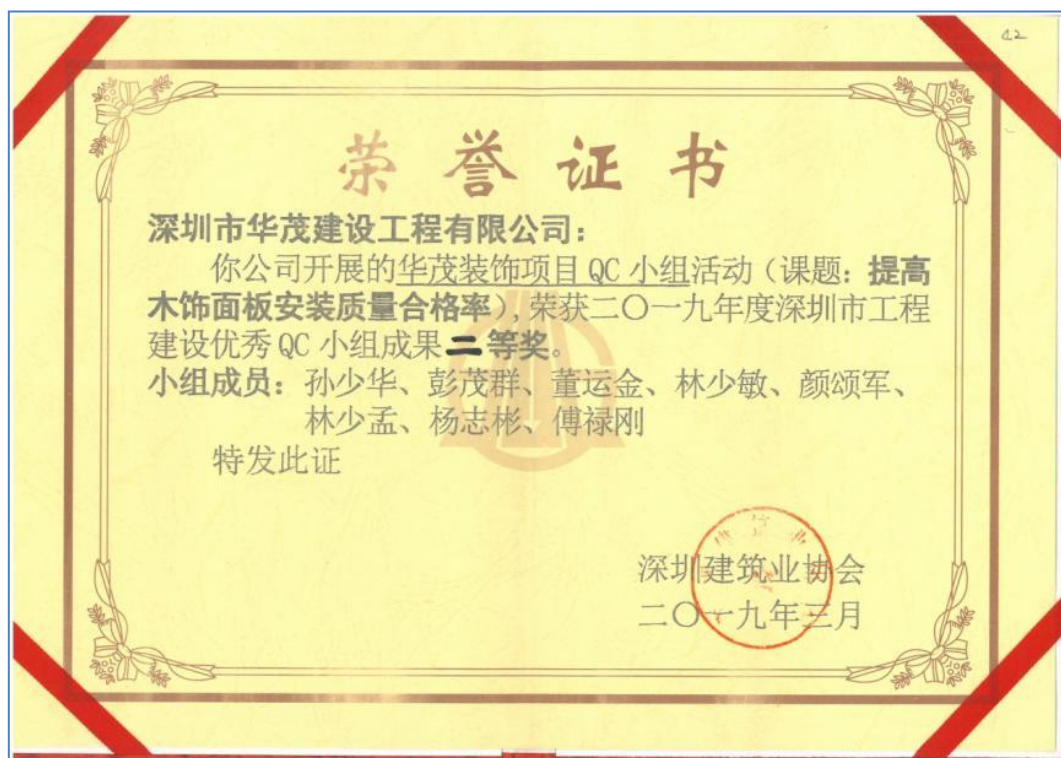 荣誉证书
深圳市华茂建设工程有限公司：
你公司开展的华茂装饰项目 QC 小组活动（课题：提高
木饰面板安装质量合格率），荣获二〇一九年度深圳市工程
建设优秀 QC 小组成果二等奖。
小组成员：孙少华、彭茂群、董运金、林少敏、颜颂军、
林少孟、杨志彬、傅禄刚
特发此证
深圳建筑业协会
二〇一九年三月